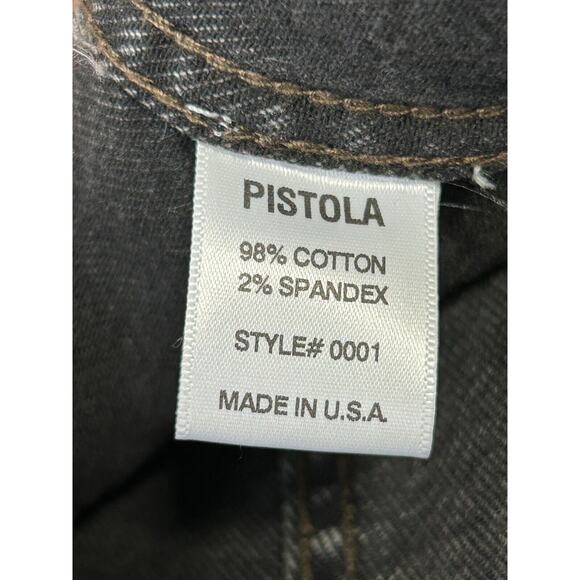 PISTOLA
98% COTTON
2% SPANDEX
STYLE# 0001
MADE IN U.S.A.